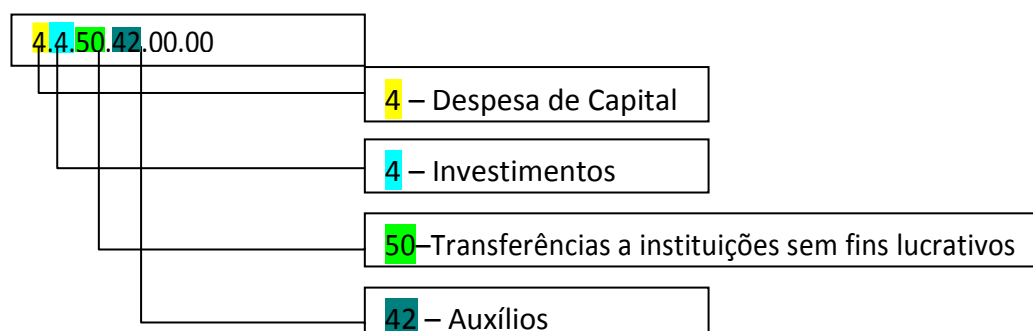 4.4.50.42.00.00
4 – Despesa de Capital
4 – Investimentos
50–Transferências a instituições sem fins lucrativos
42 – Auxílios